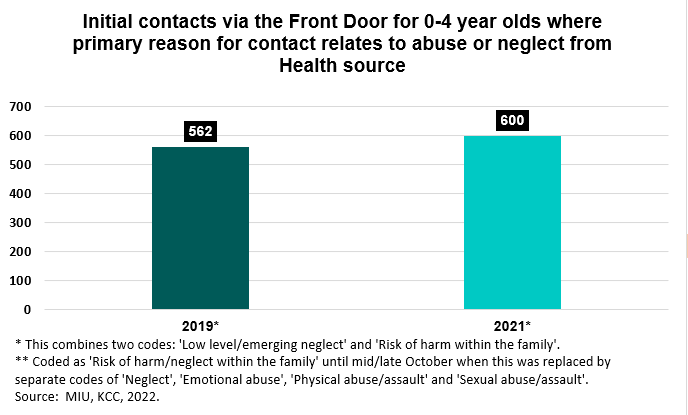 Initial contacts via the Front Door for 0-4 year olds where
primary reason for contact relates to abuse or neglect from
Health source
700
600
500
400
300
200
100
0
562
600
2019*
2021*
* This combines two codes: 'Low level/emerging neglect' and 'Risk of harm within the family'.
** Coded as 'Risk of harm/neglect within the family' until mid/late October when this was replaced by
separate codes of 'Neglect', 'Emotional abuse', 'Physical abuse/assault' and 'Sexual abuse/assault'.
Source:  MIU, KCC, 2022.